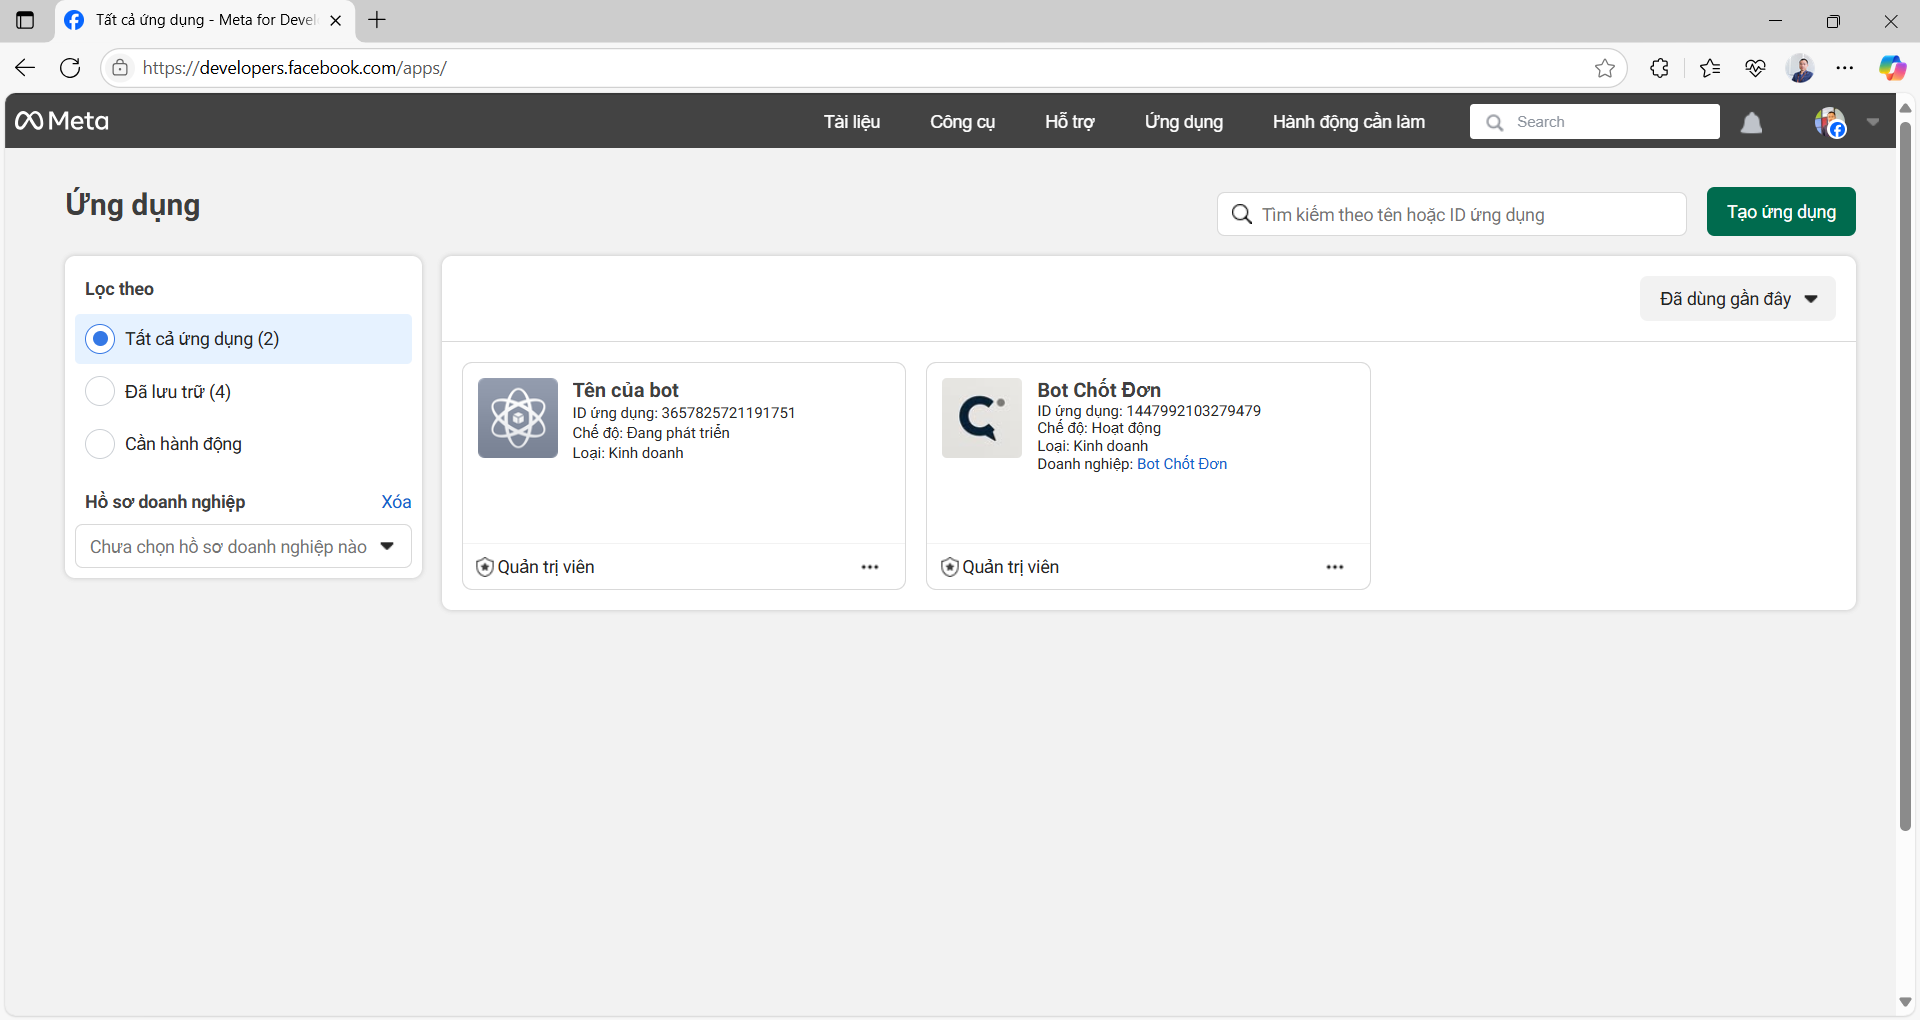 Tất cả ứng dụng - Meta for Devel
https://developers.facebook.com/apps/
Meta
Tài liệu
Công cụ
Hỗ trợ
Ứng dụng
Hành động cần làm
Search
Ứng dụng
Tìm kiếm theo tên hoặc ID ứng dụng
Tạo ứng dụng
Lọc theo
Tất cả ứng dụng (2)
Đã lưu trữ (4)
Cần hành động
Hồ sơ doanh nghiệp
Xóa
Chưa chọn hồ sơ doanh nghiệp nào
Đã dùng gần đây
Tên của bot
ID ứng dụng: 3657825721191751
Chế độ: Đang phát triển
Loại: Kinh doanh
Quản trị viên
Bot Chốt Đơn
ID ứng dụng: 1447992103279479
Chế độ: Hoạt động
Loại: Kinh doanh
Doanh nghiệp: Bot Chốt Đơn
Quản trị viên